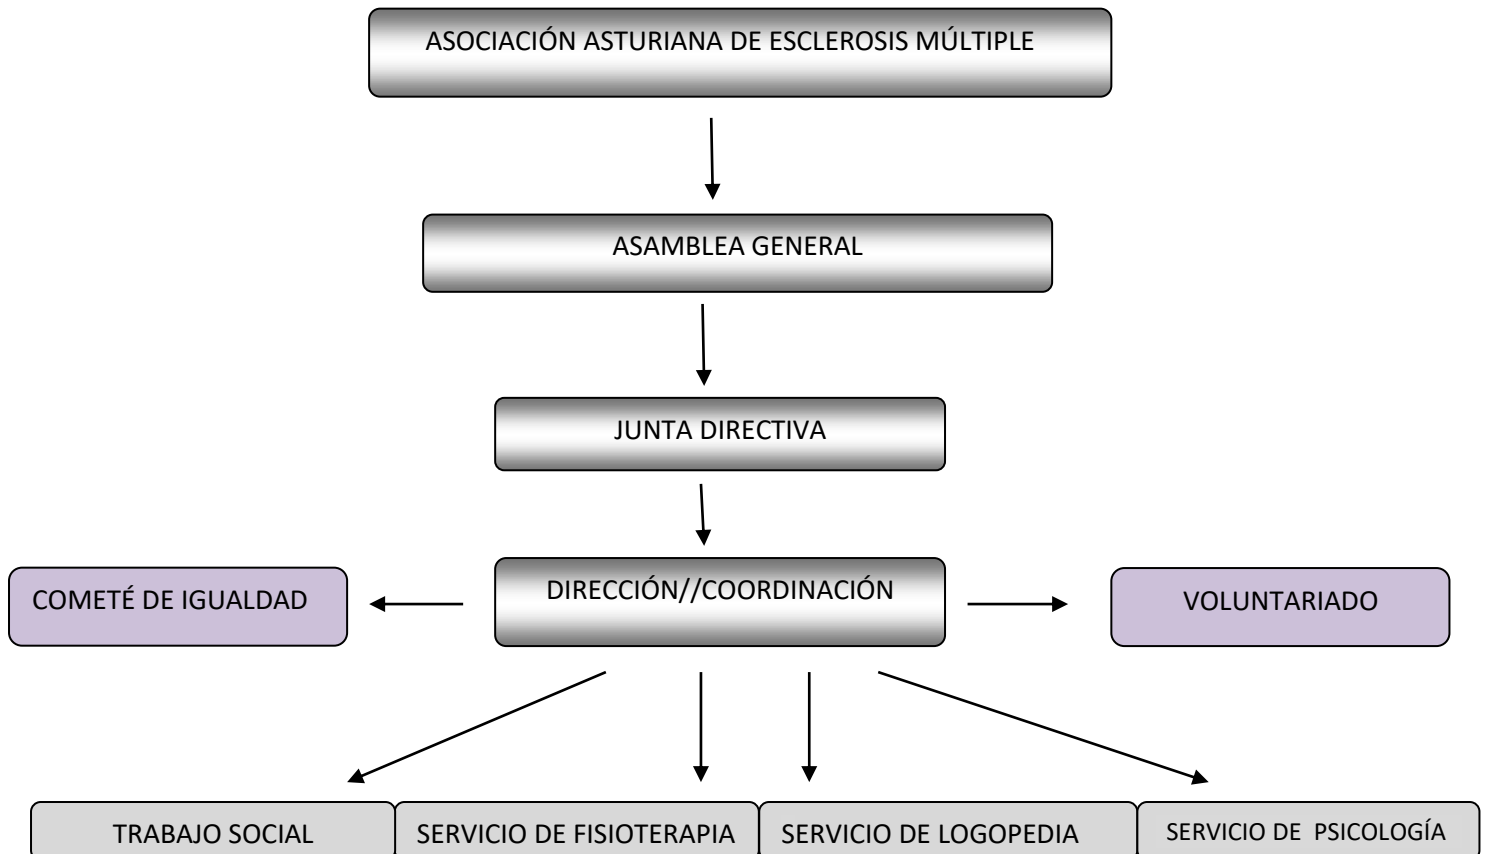 ASOCIACIÓN ASTURIANA DE ESCLEROSIS MÚLTIPLE
ASAMBLEA GENERAL
JUNTA DIRECTIVA
DIRECCIÓN//COORDINACIÓN
COMETÉ DE IGUALDAD
VOLUNTARIADO
TRABAJO SOCIAL
SERVICIO DE FISIOTERAPIA
SERVICIO DE LOGOPEDIA
SERVICIO DE PSICOLOGÍA